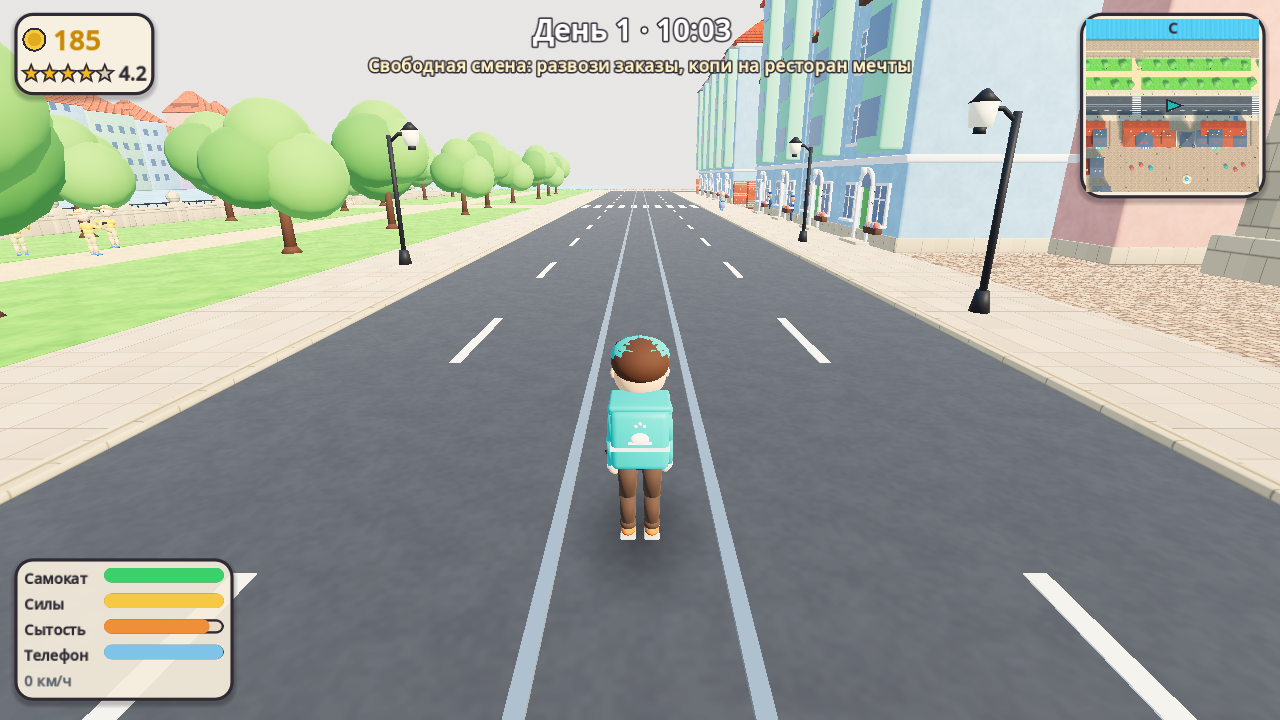 185
4.2
День 1 · 10:03
Свободная смена: развози заказы, копи на ресторан мечты
С
Самокат
Силы
Сытость
Телефон
0 км/ч